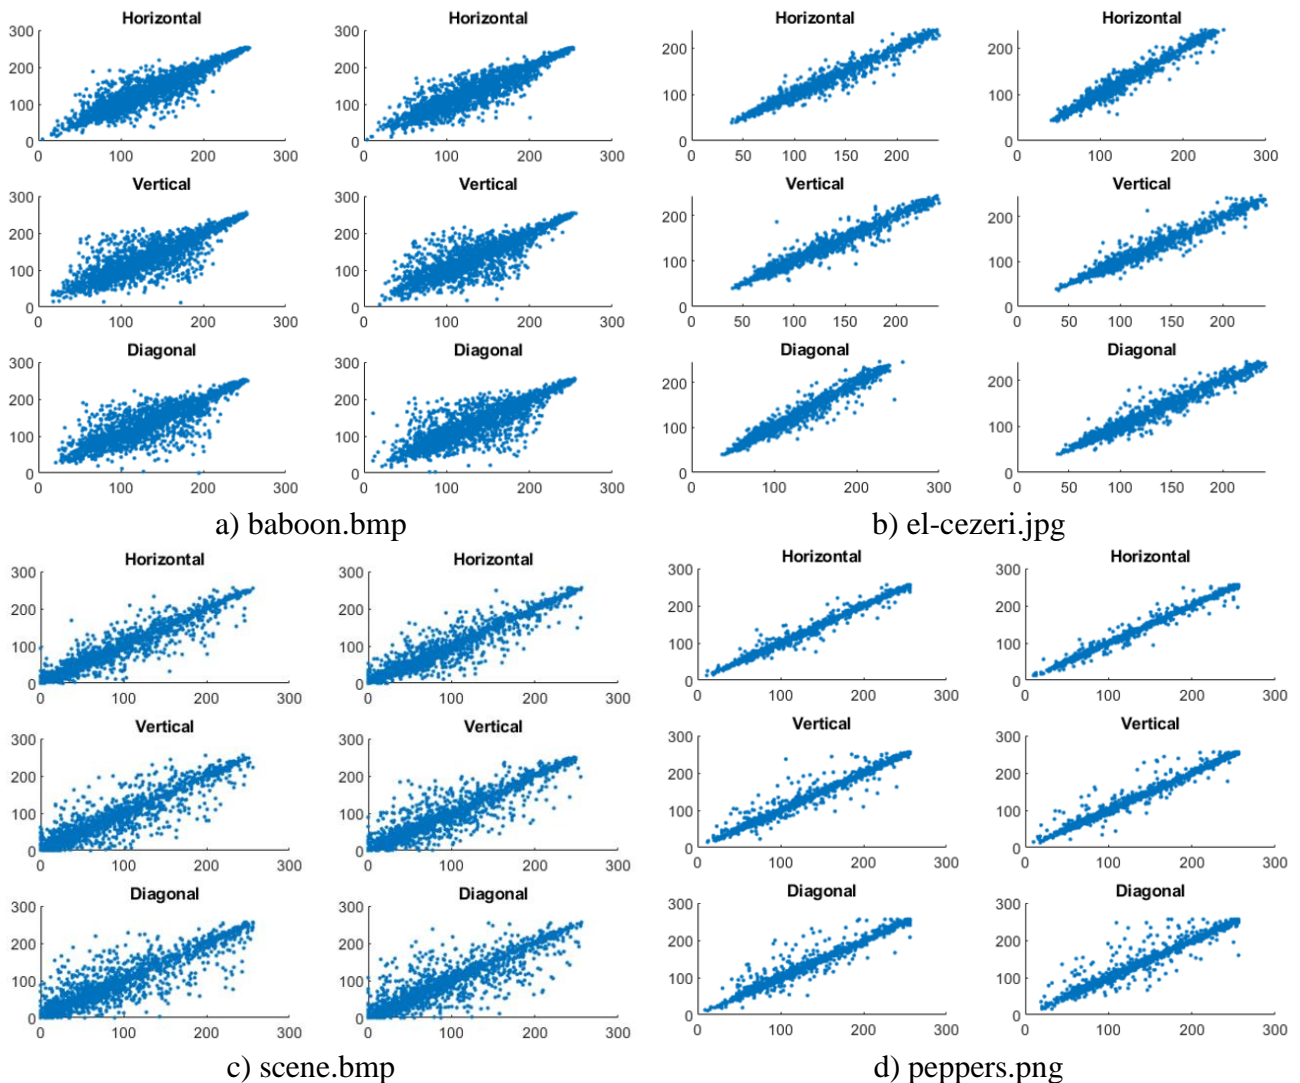 Horizontal Horizontal Horizontal Horizontal
300 300
200 200 200 200
100 100 100 100
0 0 0 0
0 100 200 300 0 100 200 300 50 100 150 200 0 100 200 300
Vertical Vertical Vertical Vertical
300 300
200 200 200 200
100 100 100 100
0 0 0 0
0 100 200 300 0 100 200 300 0 50 100 150 200 0 50 100 150 200
Diagonal Diagonal Diagonal Diagonal
300 300
200 200 200 200
100 100 100 100
0 0 0 0
0 100 200 300 0 100 200 300 0 100 200 300 0 50 100 150 200
a) baboon.bmp b) el-cezeri.jpg
Horizontal Horizontal Horizontal Horizontal
300 300 300 300
200 200 200 200
100 100 100 100
0 0 0 0
0 100 200 300 0 100 200 300 0 100 200 300 0 100 200 300
Vertical Vertical Vertical Vertical
300 300 300 300
200 200 200 200
100 100 100 100
0 0 0 0
0 100 200 300 0 100 200 300 0 100 200 300 0 100 200 300
Diagonal Diagonal Diagonal Diagonal
300 300 300 300
200 200 200 200
100 100 100 100
0 0 0 0
0 100 200 300 0 100 200 300 0 100 200 300 0 100 200 300
c) scene.bmp d) peppers.png